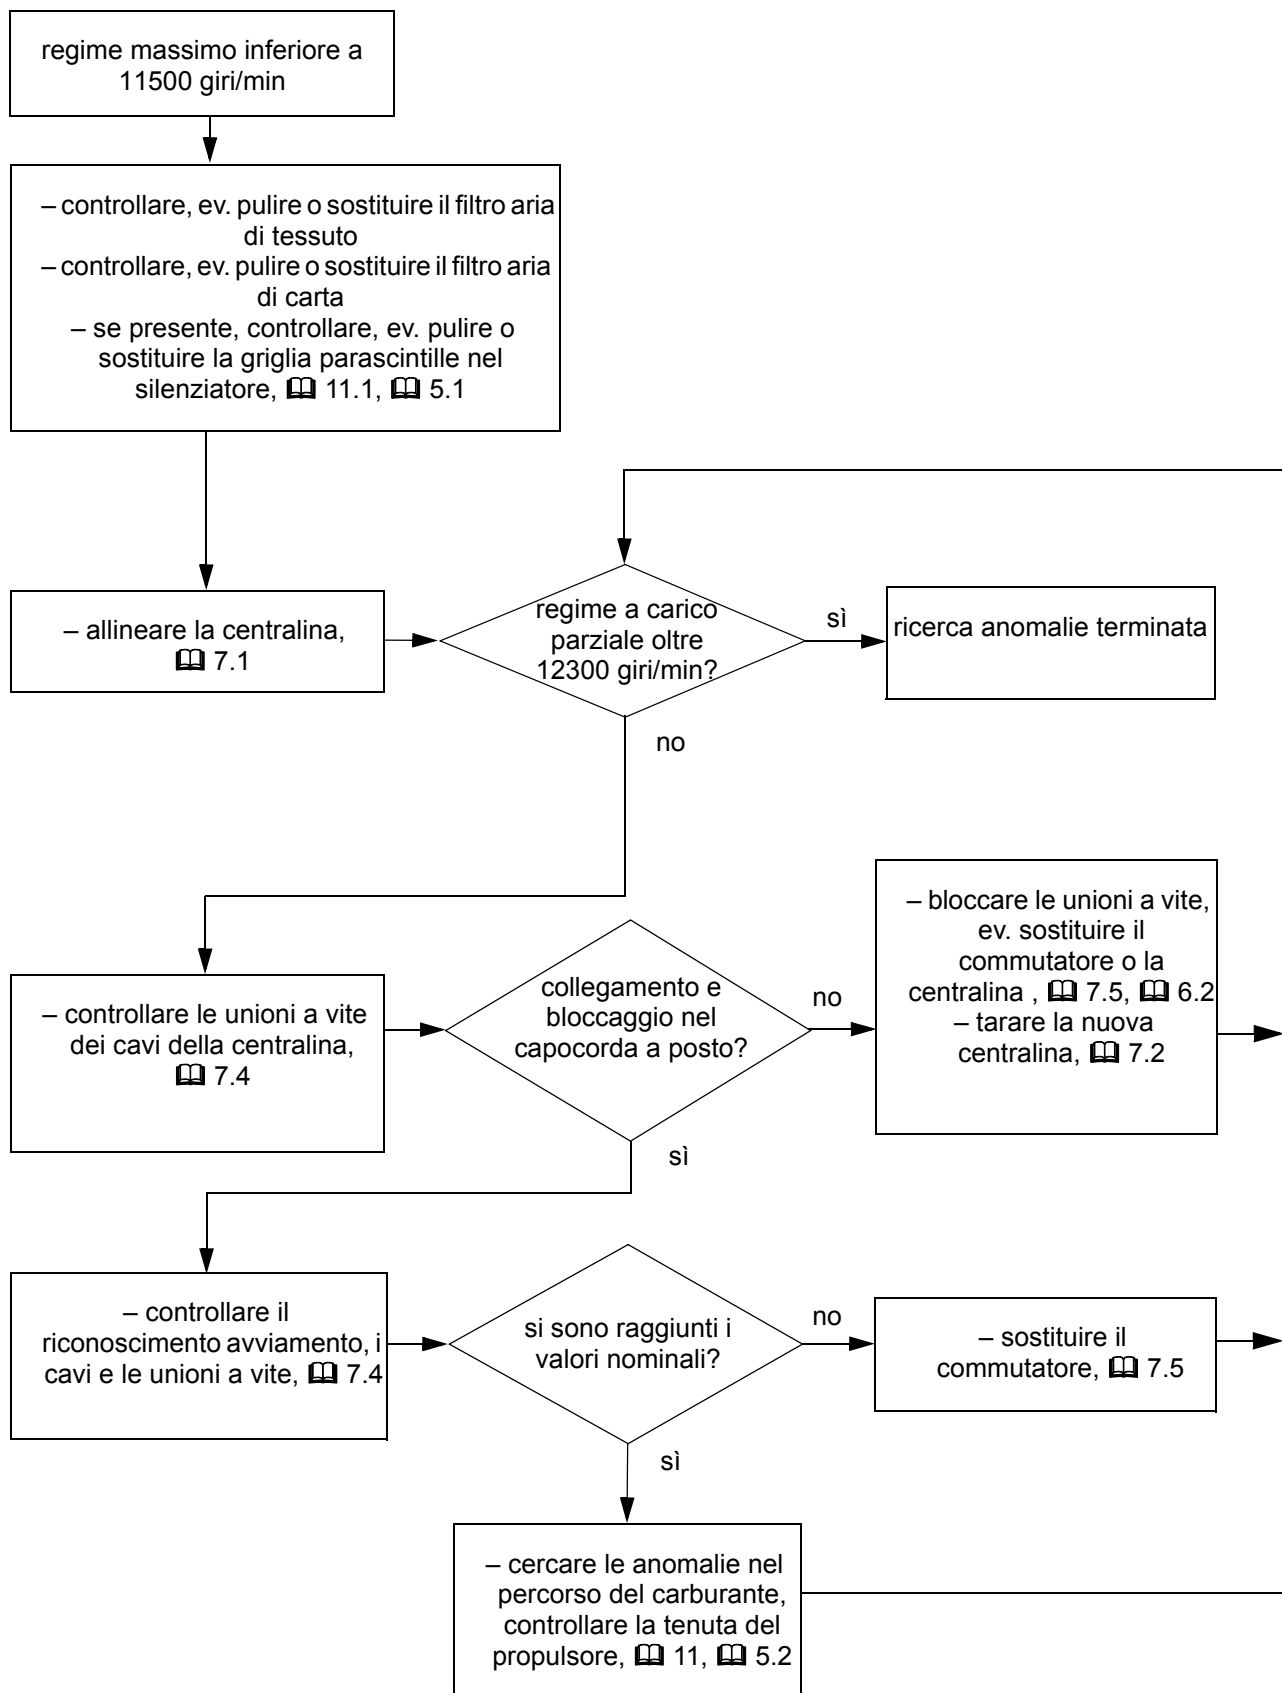 regime massimo inferiore a
11500 giri/min
– controllare, ev. pulire o sostituire il filtro aria
di tessuto
– controllare, ev. pulire o sostituire il filtro aria
di carta
– se presente, controllare, ev. pulire o
sostituire la griglia parascintille nel
silenziatore, 🕮 11.1, 🕮 5.1
– allineare la centralina,
🕮 7.1
regime a carico
parziale oltre
12300 giri/min?
sì
ricerca anomalie terminata
no
– controllare le unioni a vite
dei cavi della centralina,
🕮 7.4
collegamento e
bloccaggio nel
capocorda a posto?
no
– bloccare le unioni a vite,
ev. sostituire il
commutatore o la
centralina , 🕮 7.5, 🕮 6.2
– tarare la nuova
centralina, 🕮 7.2
sì
– controllare il
riconoscimento avviamento, i
cavi e le unioni a vite, 🕮 7.4
si sono raggiunti i
valori nominali?
no
– sostituire il
commutatore, 🕮 7.5
sì
– cercare le anomalie nel
percorso del carburante,
controllare la tenuta del
propulsore, 🕮 11, 🕮 5.2